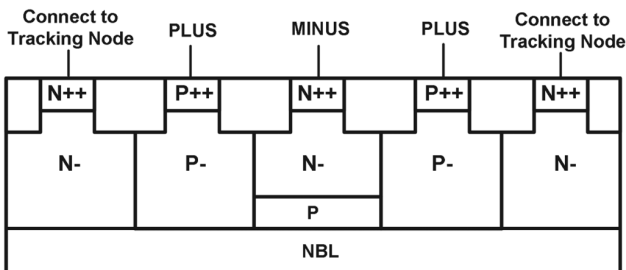 Connect to
Tracking Node
PLUS
MINUS
PLUS
Connect to
Tracking Node
N++
P++
N++
P++
N++
N-
P-
N-
P-
N-
P
NBL